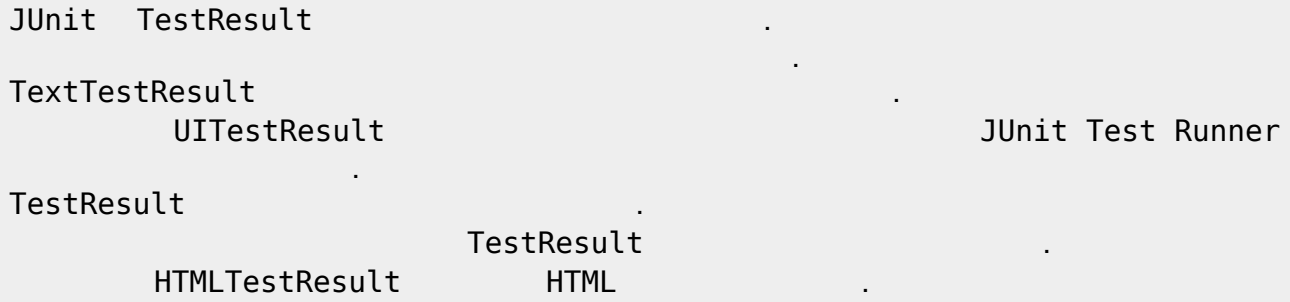 JUnit TestResult .
.
TextTestResult .
UITestResult JUnit Test Runner
.
TestResult .
TestResult .
HTMLTestResult HTML .